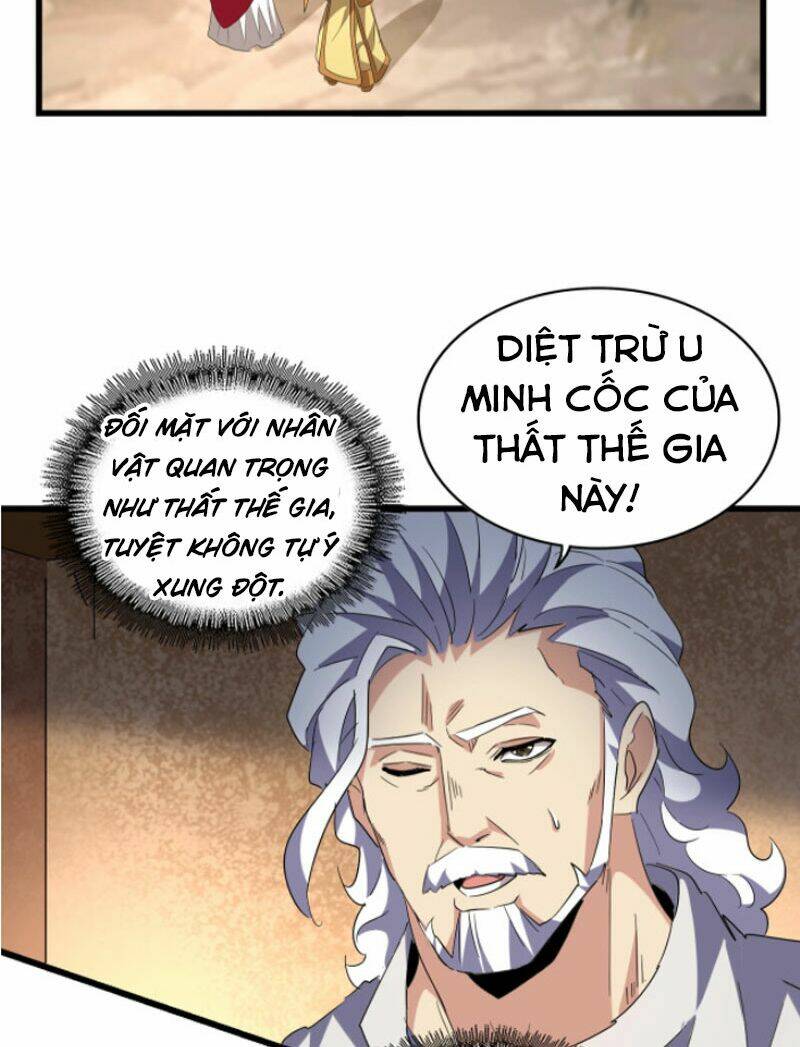 DIỆT TRỪ U
MINH CỐC CỦA
THẤT THẾ GIA
NÀY!
ĐỐI MẶT VỚI NHÂN
VẬT QUAN TRỌNG
NHƯ THẤT THẾ GIA,
TUYỆT KHÔNG TỰ Ý
XUNG ĐỘT.